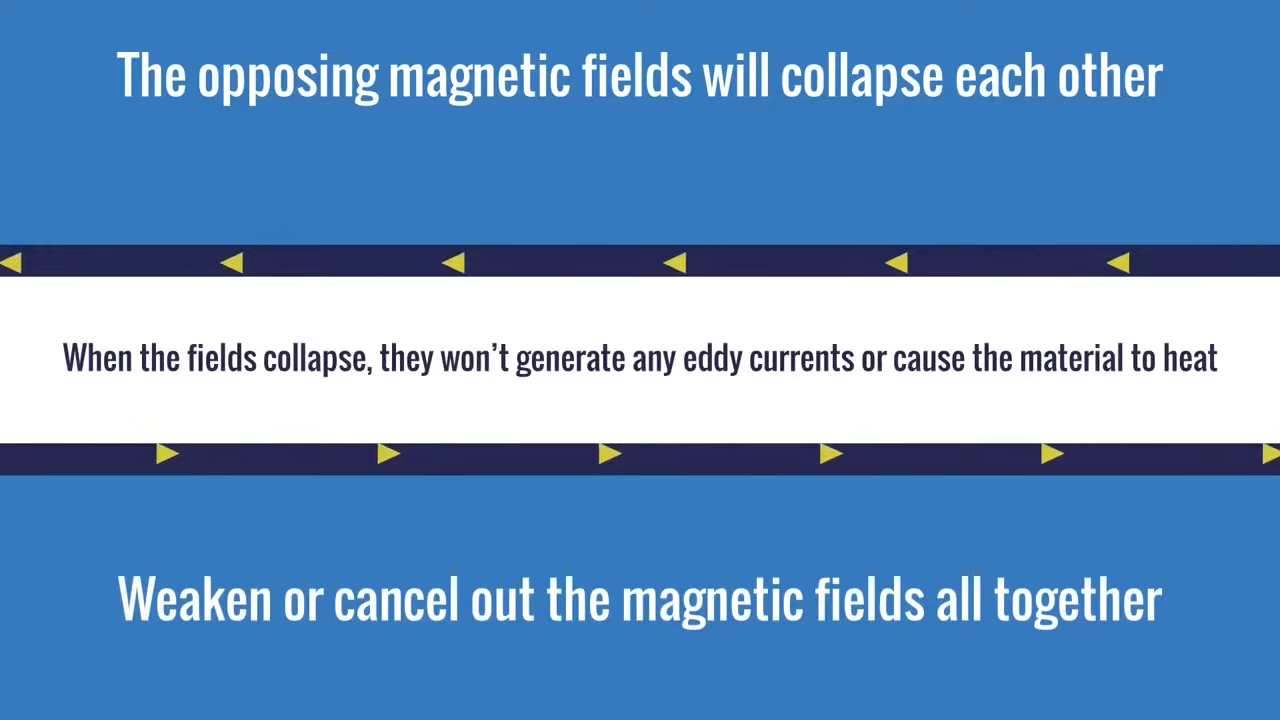 The opposing magnetic fields will collapse each other
When the fields collapse, they won’t generate any eddy currents or cause the material to heat
Weaken or cancel out the magnetic fields all together